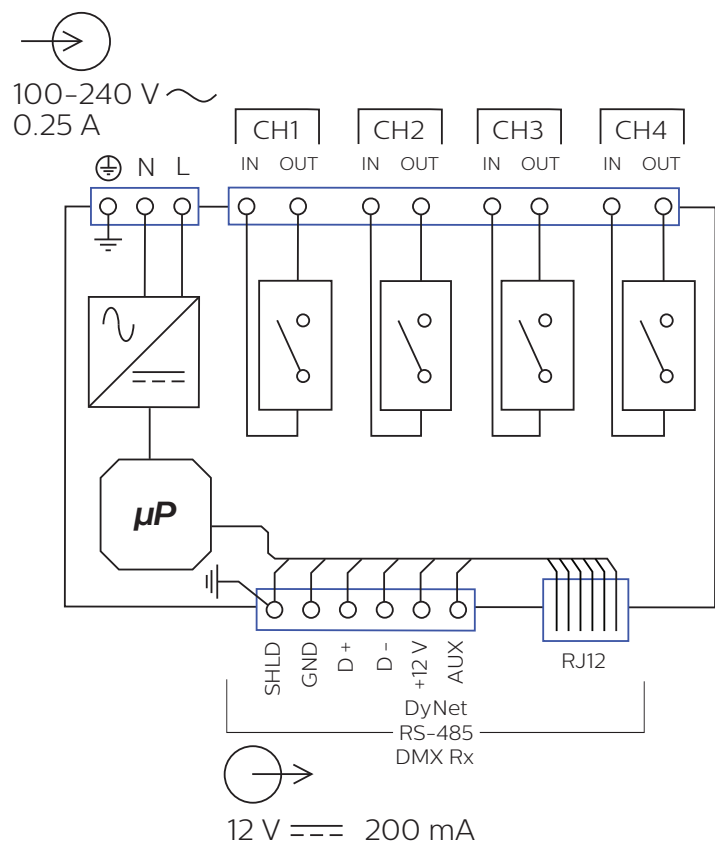 100-240 V
0.25 A
CH1 CH2 CH3 CH4
IN OUT IN OUT IN OUT IN OUT
N L
µP
SHLD GND D+ D- +12 V AUX
RJ12
DyNet
RS-485
DMX Rx
12 V 200 mA